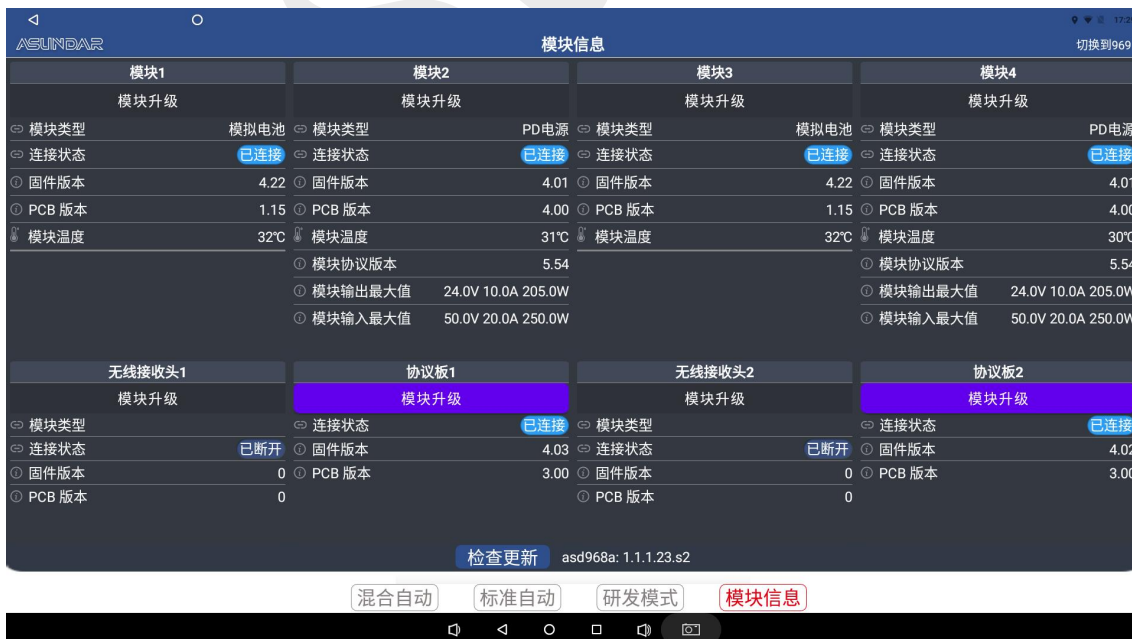 17:2
ASUNDAR
模块信息
切换到969
模块1
模块升级
模块类型 模拟电池
连接状态 已连接
固件版本 4.22
PCB 版本 1.15
模块温度 32℃
模块2
模块升级
模块类型 PD电源
连接状态 已连接
固件版本 4.01
PCB 版本 4.00
模块温度 31℃
模块协议版本 5.54
模块输出最大值 24.0V 10.0A 205.0W
模块输入最大值 50.0V 20.0A 250.0W
模块3
模块升级
模块类型 模拟电池
连接状态 已连接
固件版本 4.22
PCB 版本 1.15
模块温度 32℃
模块4
模块升级
模块类型 PD电源
连接状态 已连接
固件版本 4.01
PCB 版本 4.00
模块温度 30℃
模块协议版本 5.54
模块输出最大值 24.0V 10.0A 205.0W
模块输入最大值 50.0V 20.0A 250.0W
无线接收头1
模块升级
模块类型
连接状态 已断开
固件版本 0
PCB 版本 0
协议板1
模块升级
连接状态 已连接
固件版本 4.03
PCB 版本 3.00
无线接收头2
模块升级
模块类型
连接状态 已断开
固件版本 0
PCB 版本 0
协议板2
模块升级
连接状态 已连接
固件版本 4.02
PCB 版本 3.00
检查更新 asd968a: 1.1.1.23.s2
混合自动 标准自动 研发模式 模块信息